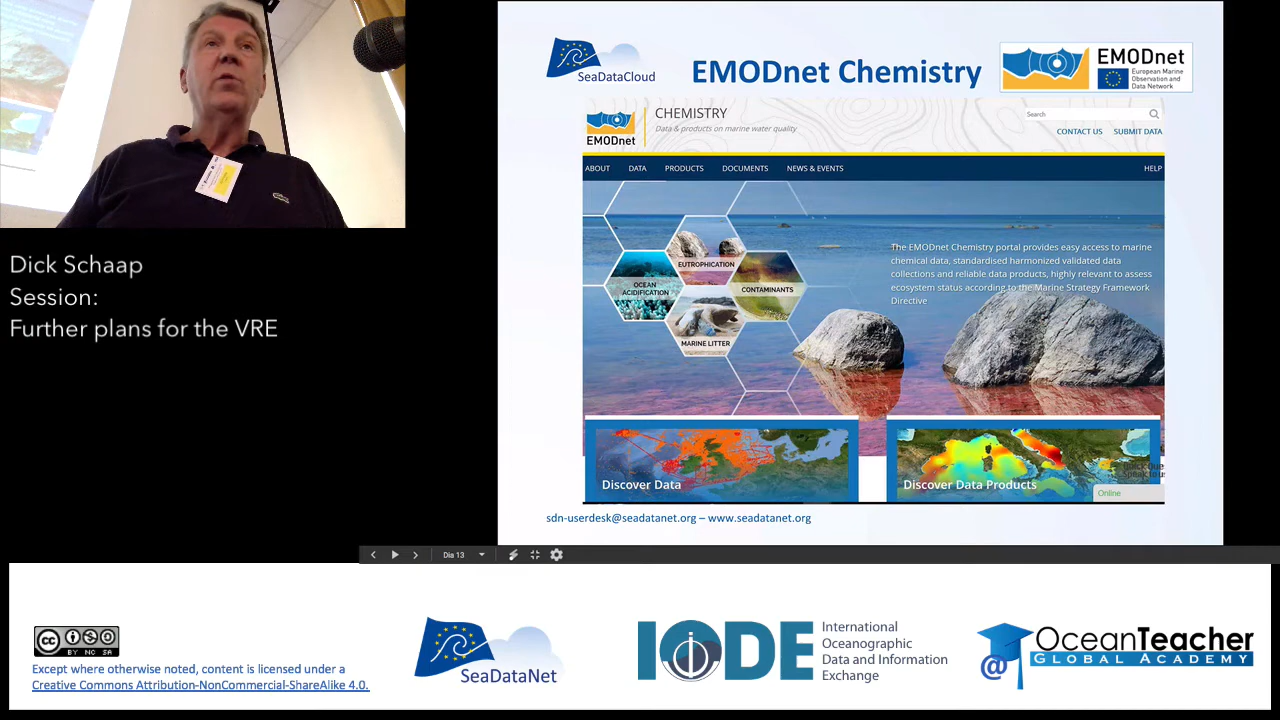 Dick Schaap
Session:
Further plans for the VRE
SeaDataCloud
EMODnet Chemistry
EMODnet
European Marine
Observation and
Data Network
EMODnet
CHEMISTRY
Data & products on marine water quality
Search
CONTACT US SUBMIT DATA
ABOUT DATA PRODUCTS DOCUMENTS NEWS & EVENTS HELP
EUTROPHICATION
OCEAN
ACIDIFICATION
CONTAMINANTS
MARINE LITTER
The EMODnet Chemistry portal provides easy access to marine
chemical data, standardised harmonized validated data
collections and reliable data products, highly relevant to assess
ecosystem status according to the Marine Strategy Framework
Directive
Discover Data
Discover Data Products
Online
sdn-userdesk@seadatanet.org – www.seadatanet.org
Dia 13
cc
BY NC SA
Except where otherwise noted, content is licensed under a
Creative Commons Attribution-NonCommercial-ShareAlike 4.0.
SeaDataNet
IODE
International
Oceanographic
Data and Information
Exchange
@
OceanTeacher
GLOBAL ACADEMY